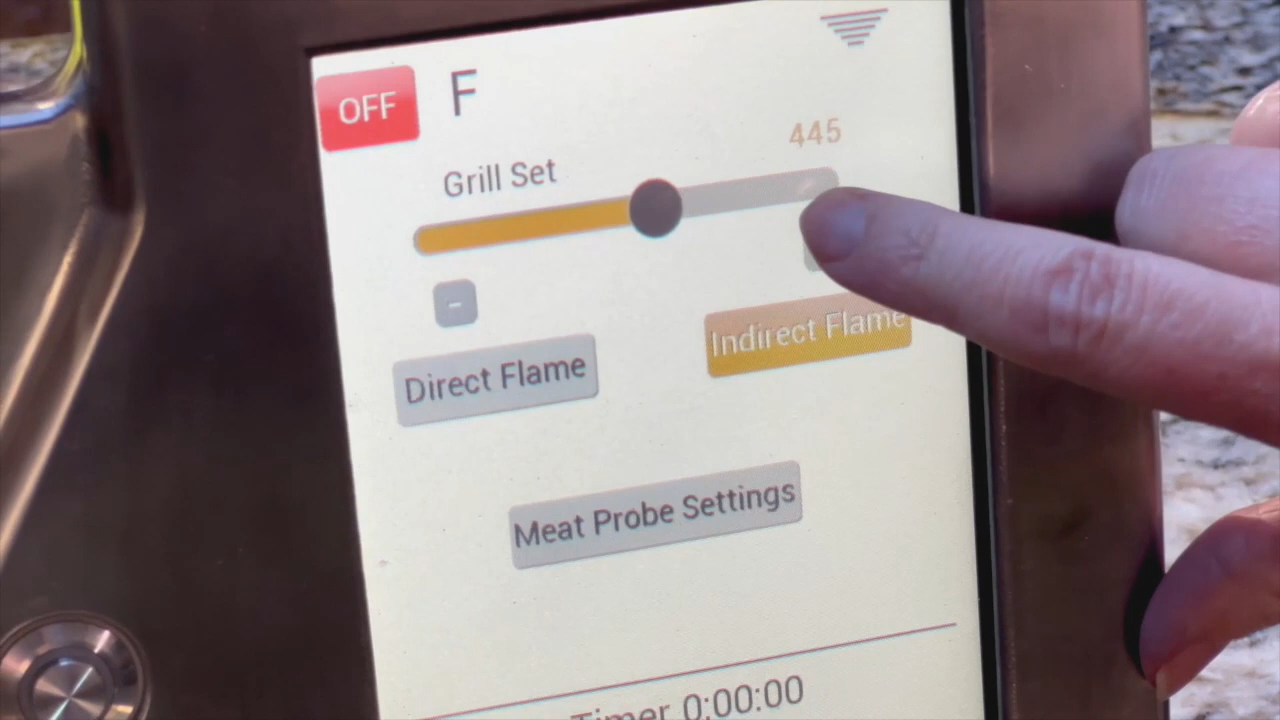 OFF F
445
Grill Set
-
Direct Flame
Indirect Flame
Meat Probe Settings
Timer 0:00:00